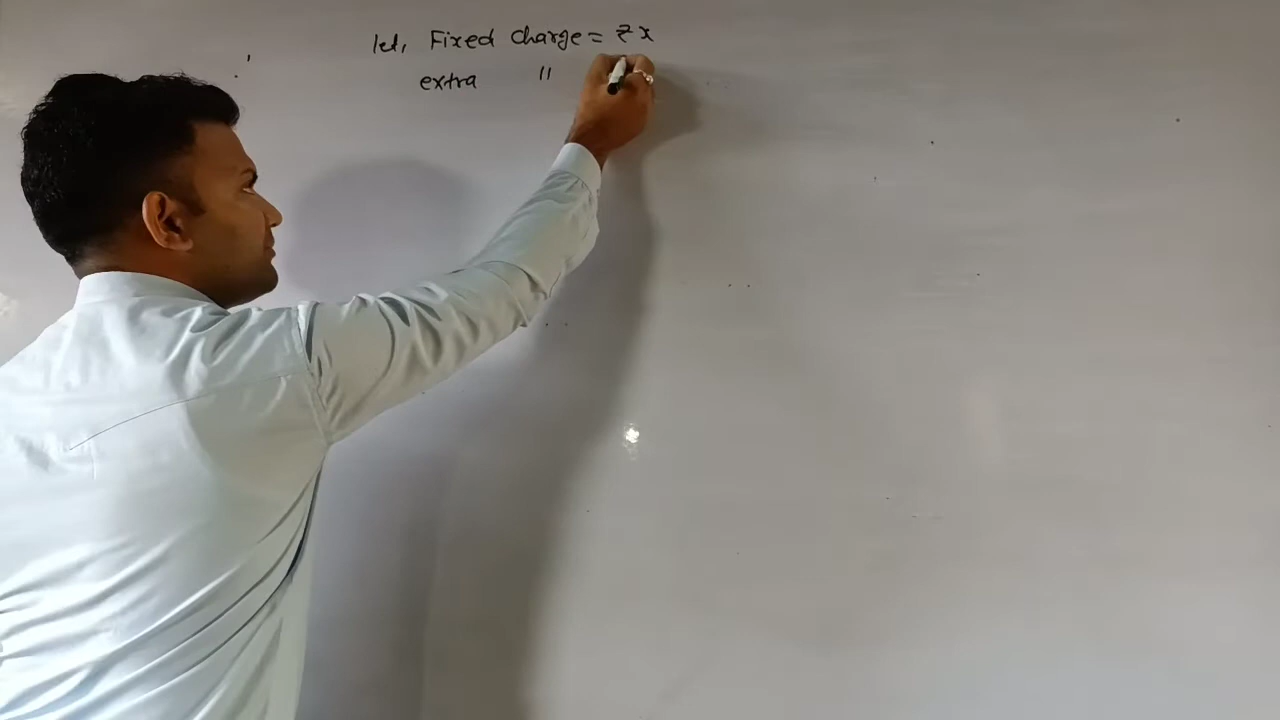 let, Fixed Charge = ₹ x
extra "